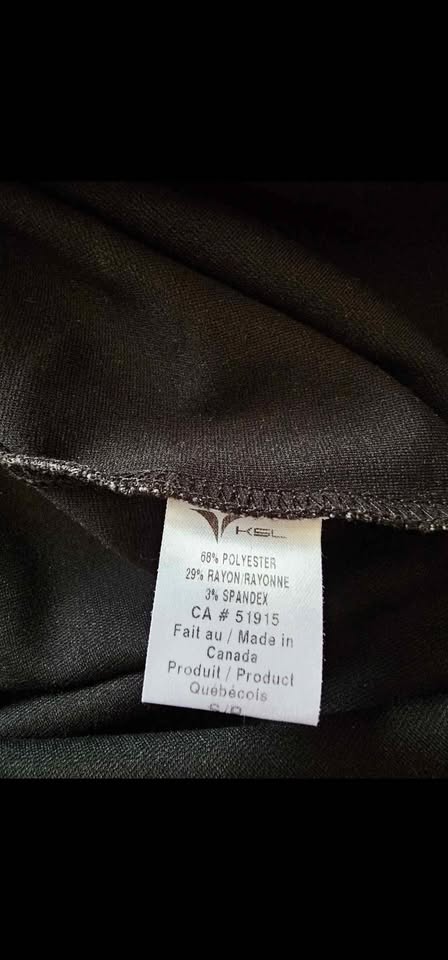 KSL
68% POLYESTER
29% RAYON/RAYONNE
3% SPANDEX
CA # 51915
Fait au / Made in
Canada
Produit / Product
Québécois